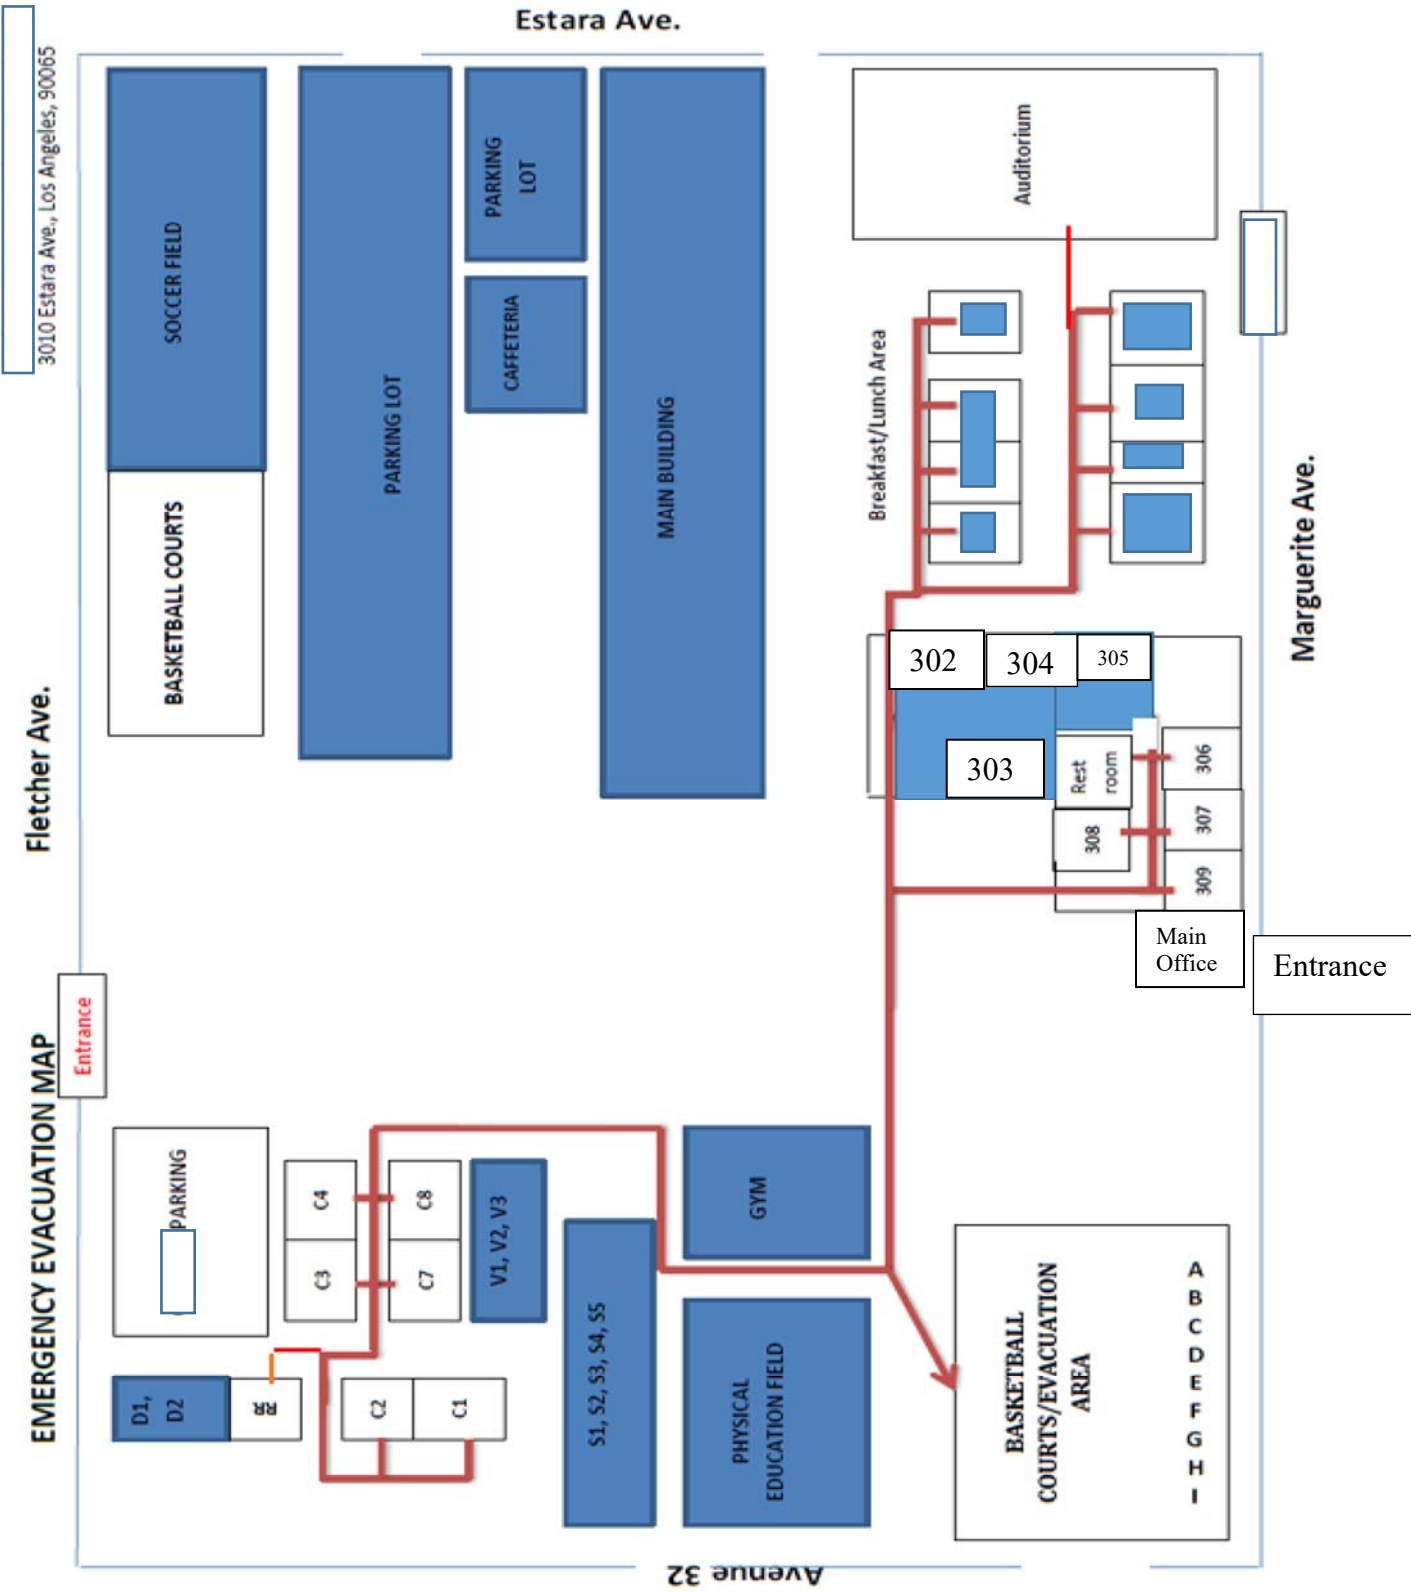 Estara Ave.
3010 Estara Ave., Los Angeles, 90065
SOCCER FIELD
PARKING LOT
PARKING
LOT
CAFFETERIA
MAIN BUILDING
Auditorium
Breakfast/Lunch Area
Marguerite Ave.
BASKETBALL COURTS
Fletcher Ave.
302
304
305
303
Rest
room
306
308
307
309
Main
Office
Entrance
Entrance
EMERGENCY EVACUATION MAP
PARKING
C4
C8
C3
C7
V1, V2, V3
GYM
D1,
D2
RR
C2
C1
S1, S2, S3, S4, S5
PHYSICAL
EDUCATION FIELD
BASKETBALL
COURTS/EVACUATION
AREA
A
B
C
D
E
F
G
H
I
Avenue 32